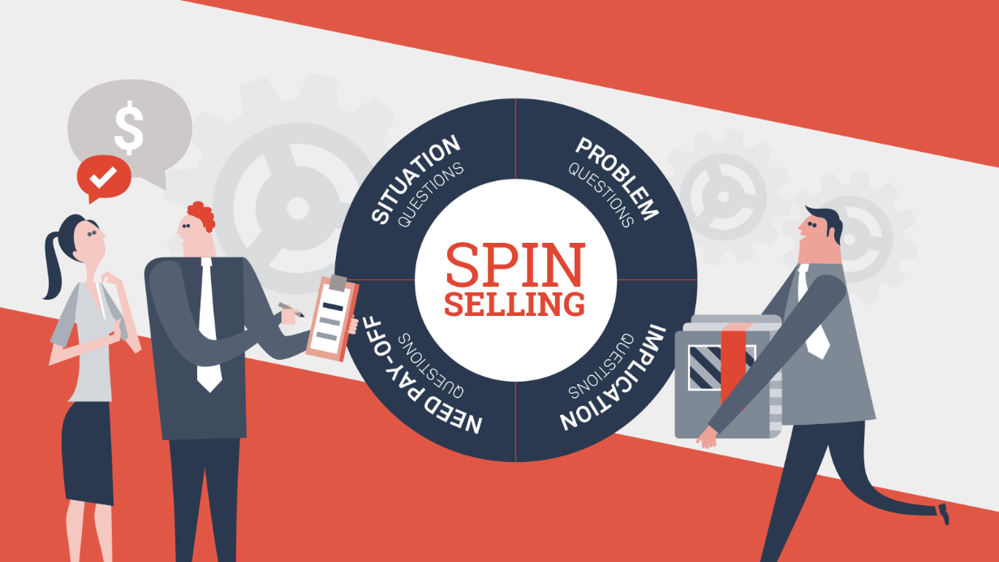 $
SITUATION
QUESTIONS
PROBLEM
QUESTIONS
SPIN
SELLING
NEED PAY-OFF
QUESTIONS
IMPLICATION
QUESTIONS